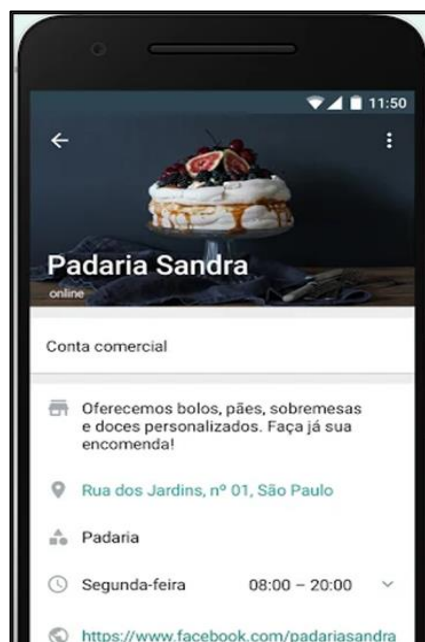 11:50
Padaria Sandra
online
Conta comercial
Oferecemos bolos, pães, sobremesas
e doces personalizados. Faça já sua
encomenda!
Rua dos Jardins, nº 01, São Paulo
Padaria
Segunda-feira 08:00 – 20:00
https://www.facebook.com/padariasandra